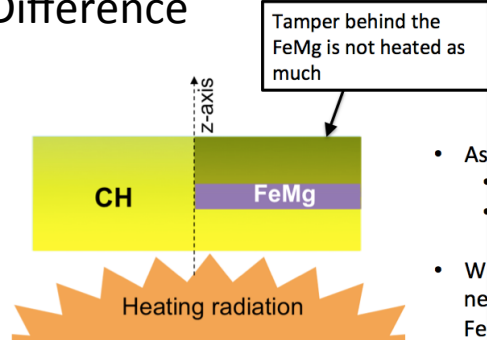 Difference
Tamper behind the
FeMg is not heated as
much
z-axis
CH
FeMg
Heating radiation
• As
•
•
• W
ne
Fe